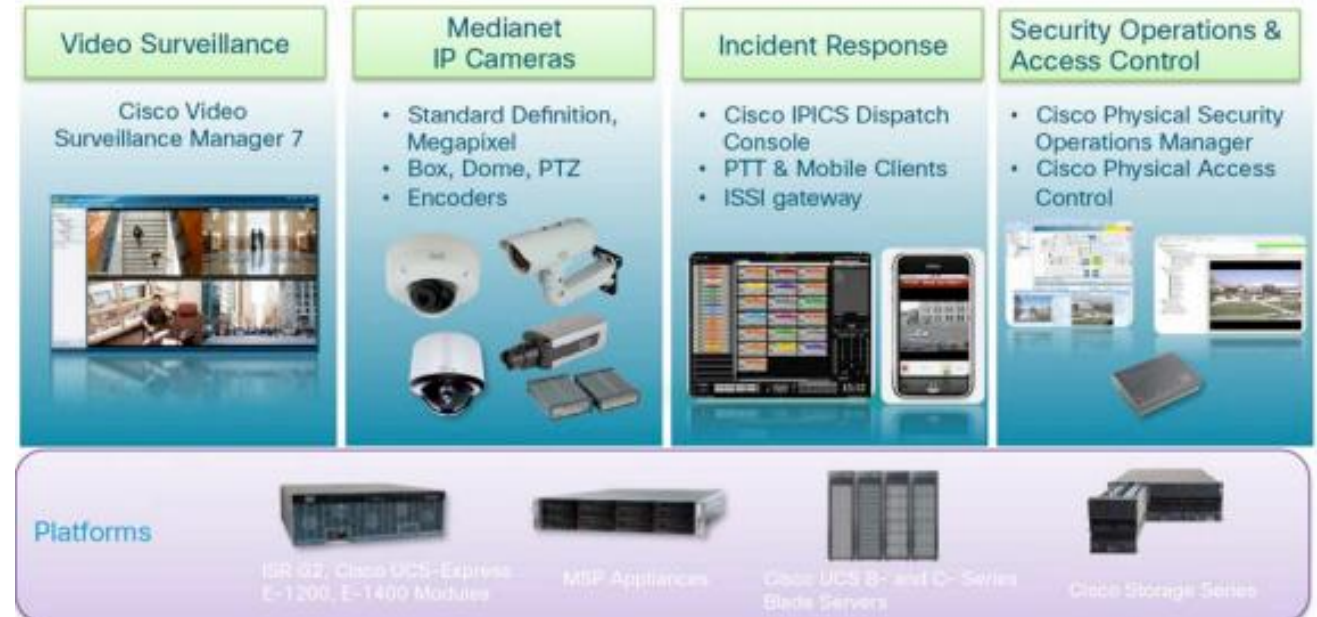 Video Surveillance
Cisco Video
Surveillance Manager 7
Medianet
IP Cameras
• Standard Definition,
Megapixel
• Box, Dome, PTZ
• Encoders
Incident Response
• Cisco IPICS Dispatch
Console
• PTT & Mobile Clients
• ISSI gateway
Security Operations &
Access Control
• Cisco Physical Security
Operations Manager
• Cisco Physical Access
Control
Platforms
ISR G2, Cisco UCS-Express
E-1200, E-1400 Modules
MSP Appliances
Cisco UCS B- and C- Series
Blade Servers
Cisco Storage Series